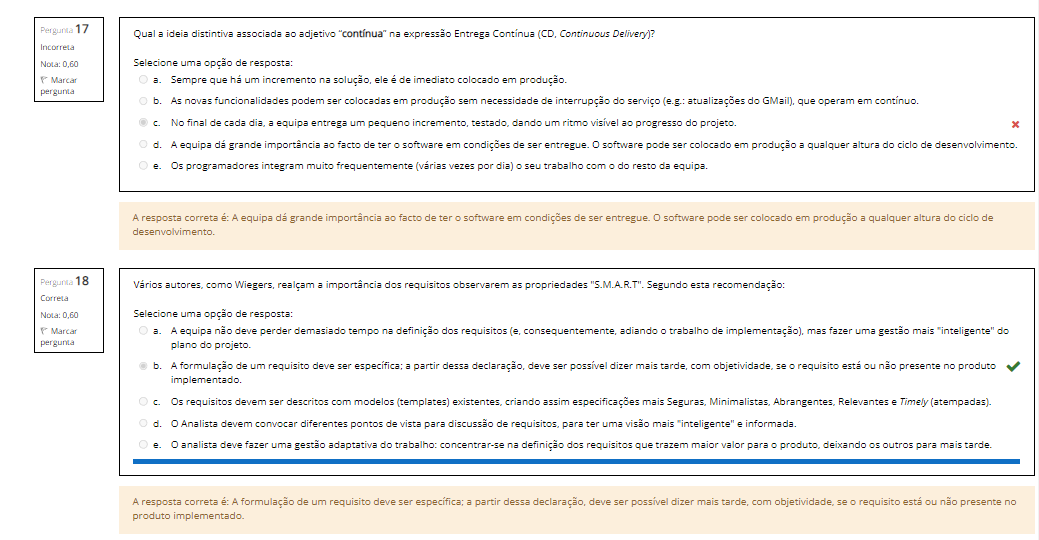 Pergunta 17
Incorreta
Nota: 0,60
Marcar
pergunta
Qual a ideia distintiva associada ao adjetivo "contínua" na expressão Entrega Contínua (CD, Continuous Delivery)?
Selecione uma opção de resposta:
a. Sempre que há um incremento na solução, ele é de imediato colocado em produção.
b. As novas funcionalidades podem ser colocadas em produção sem necessidade de interrupção do serviço (e.g.: atualizações do GMail), que operam em contínuo.
c. No final de cada dia, a equipa entrega um pequeno incremento, testado, dando um ritmo visível ao progresso do projeto.
d. A equipa dá grande importância ao facto de ter o software em condições de ser entregue. O software pode ser colocado em produção a qualquer altura do ciclo de desenvolvimento.
e. Os programadores integram muito frequentemente (várias vezes por dia) o seu trabalho com o do resto da equipa.
A resposta correta é: A equipa dá grande importância ao facto de ter o software em condições de ser entregue. O software pode ser colocado em produção a qualquer altura do ciclo de
desenvolvimento.
Pergunta 18
Correta
Nota: 0,60
Marcar
pergunta
Vários autores, como Wiegers, realçam a importância dos requisitos observarem as propriedades "S.M.A.R.T". Segundo esta recomendação:
Selecione uma opção de resposta:
a. A equipa não deve perder demasiado tempo na definição dos requisitos (e, consequentemente, adiando o trabalho de implementação), mas fazer uma gestão mais "inteligente" do
plano do projeto.
b. A formulação de um requisito deve ser específica; a partir dessa declaração, deve ser possível dizer mais tarde, com objetividade, se o requisito está ou não presente no produto
implementado.
c. Os requisitos devem ser descritos com modelos (templates) existentes, criando assim especificações mais Seguras, Minimalistas, Abrangentes, Relevantes e Timely (atempadas).
d. O Analista deve convocar diferentes pontos de vista para discussão de requisitos, para ter uma visão mais "inteligente" e informada.
e. O analista deve fazer uma gestão adaptativa do trabalho: concentrar-se na definição dos requisitos que trazem maior valor para o produto, deixando os outros para mais tarde.
A resposta correta é: A formulação de um requisito deve ser específica; a partir dessa declaração, deve ser possível dizer mais tarde, com objetividade, se o requisito está ou não presente no
produto implementado.